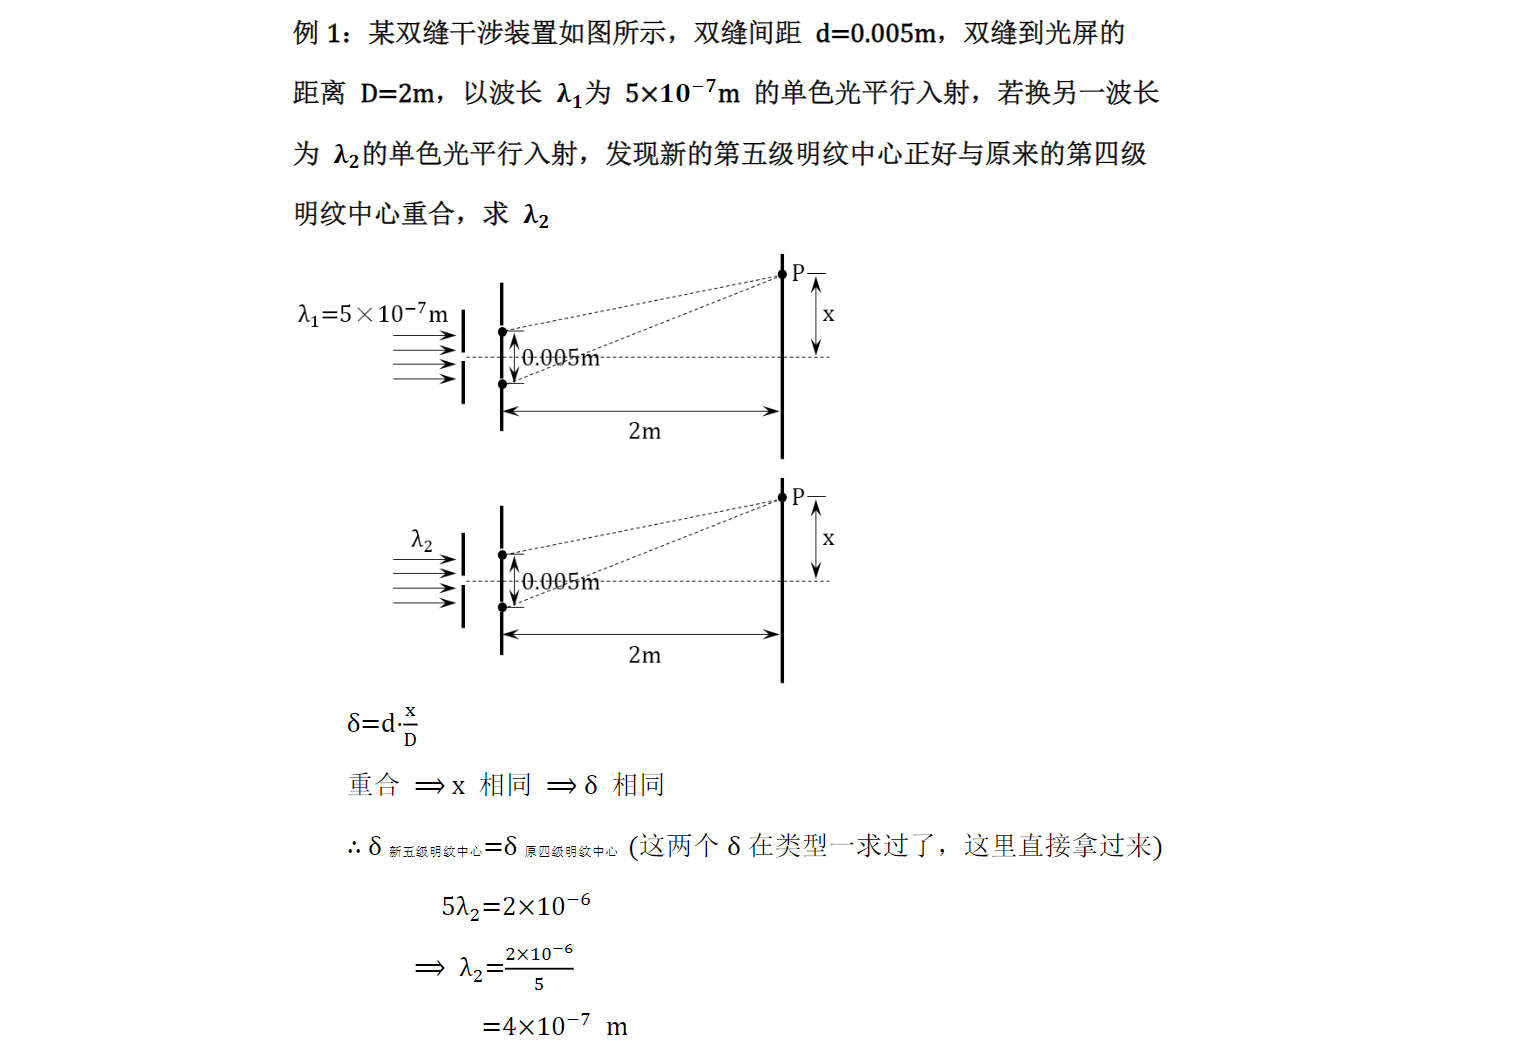 例 1：某双缝干涉装置如图所示，双缝间距 d=0.005m，双缝到光屏的
距离 D=2m，以波长 λ₁为 5×10⁻⁷m 的单色光平行入射，若换另一波长
为 λ₂的单色光平行入射，发现新的第五级明纹中心正好与原来的第四级
明纹中心重合，求 λ₂
P
λ₁=5×10⁻⁷m
x
0.005m
2m
P
λ₂
x
0.005m
2m
δ=d·x/D
重合 ⟹ x 相同 ⟹ δ 相同
∴ δ 新五级明纹中心=δ 原四级明纹中心 (这两个 δ 在类型一求过了，这里直接拿过来)
5λ₂=2×10⁻⁶
⟹ λ₂=2×10⁻⁶/5
=4×10⁻⁷ m